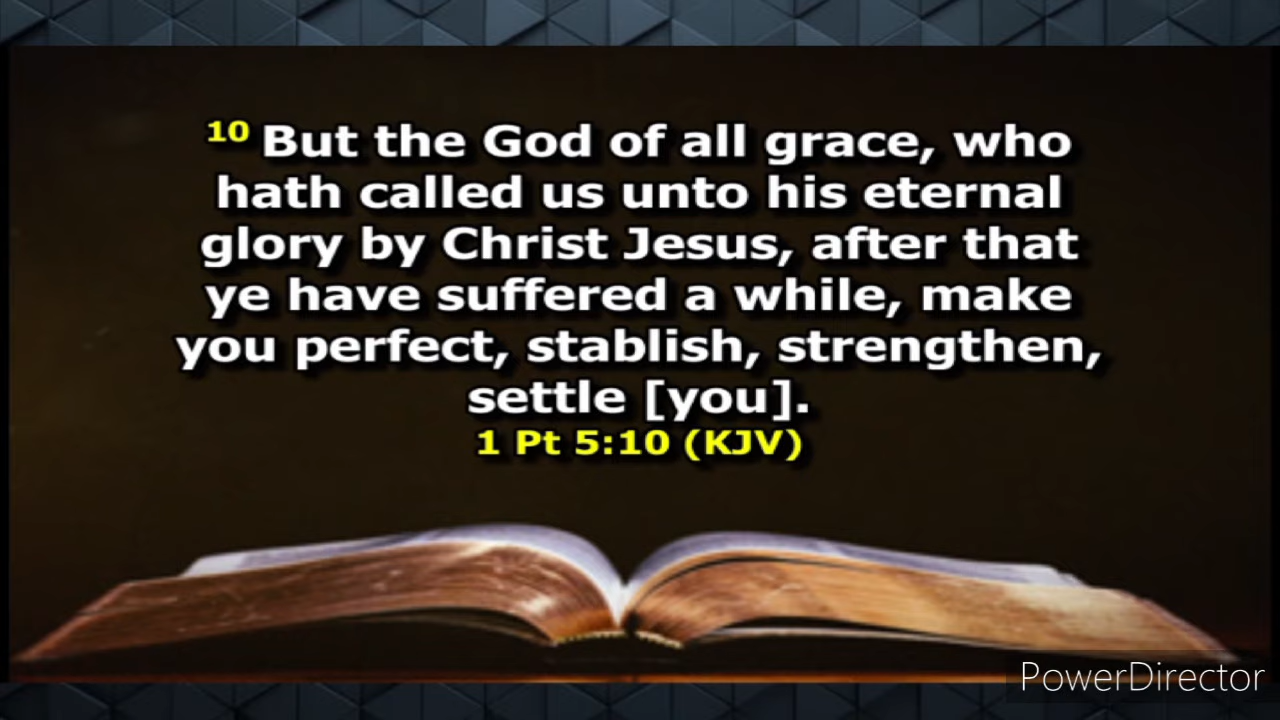 10 But the God of all grace, who
hath called us unto his eternal
glory by Christ Jesus, after that
ye have suffered a while, make
you perfect, stablish, strengthen,
settle [you].
1 Pt 5:10 (KJV)
PowerDirector